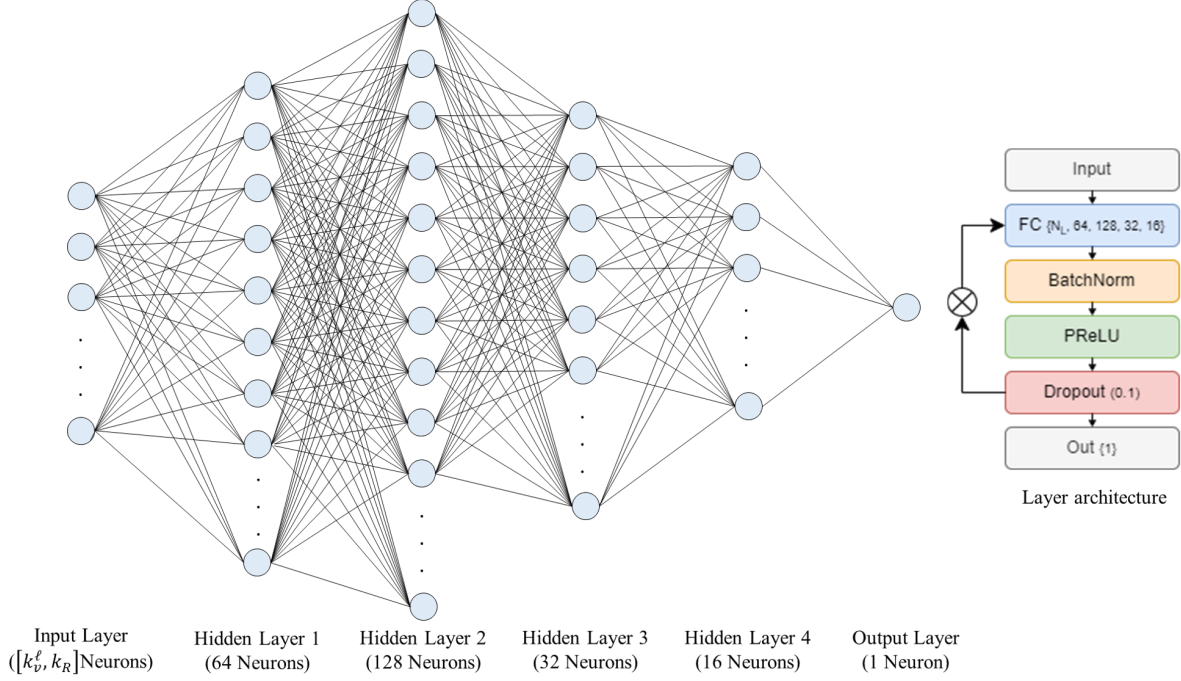 Input
FC {N_L, 64, 128, 32, 16}
BatchNorm
PReLU
Dropout (0.1)
Out {1}
Layer architecture
Input Layer
([k_v^ℓ, k_R]Neurons)
Hidden Layer 1
(64 Neurons)
Hidden Layer 2
(128 Neurons)
Hidden Layer 3
(32 Neurons)
Hidden Layer 4
(16 Neurons)
Output Layer
(1 Neuron)